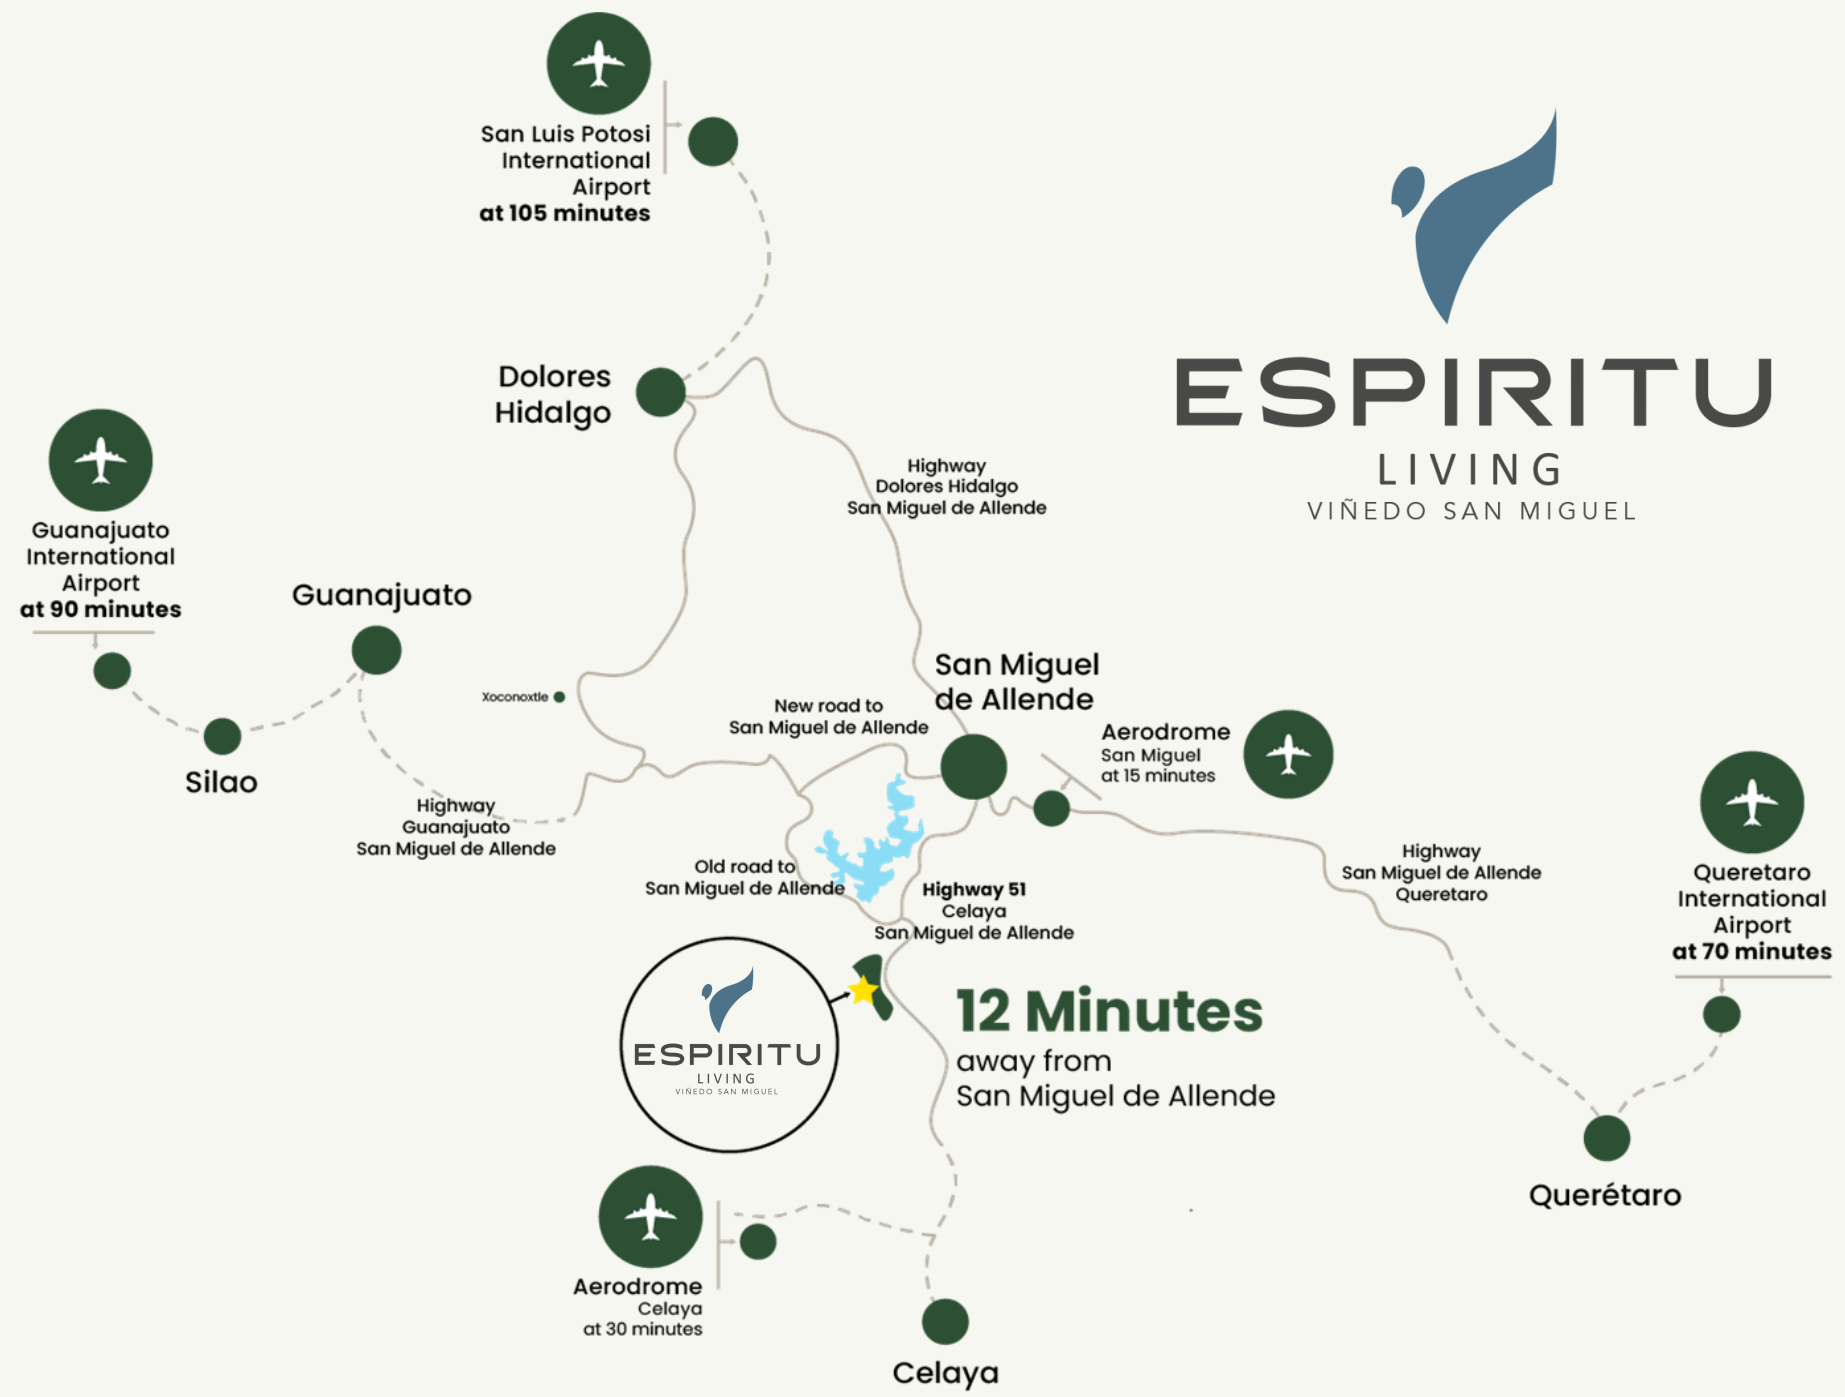 San Luis Potosi
International
Airport
at 105 minutes
ESPIRITU
LIVING
VIÑEDO SAN MIGUEL
Dolores
Hidalgo
Highway
Dolores Hidalgo
San Miguel de Allende
Guanajuato
International
Airport
at 90 minutes
Guanajuato
Silao
Xoconoxtle
Highway
Guanajuato
San Miguel de Allende
New road to
San Miguel de Allende
San Miguel
de Allende
Aerodrome
San Miguel
at 15 minutes
Old road to
San Miguel de Allende
Highway 51
Celaya
San Miguel de Allende
Highway
San Miguel de Allende
Queretaro
Queretaro
International
Airport
at 70 minutes
ESPIRITU
LIVING
VIÑEDO SAN MIGUEL
12 Minutes
away from
San Miguel de Allende
Querétaro
Aerodrome
Celaya
at 30 minutes
Celaya